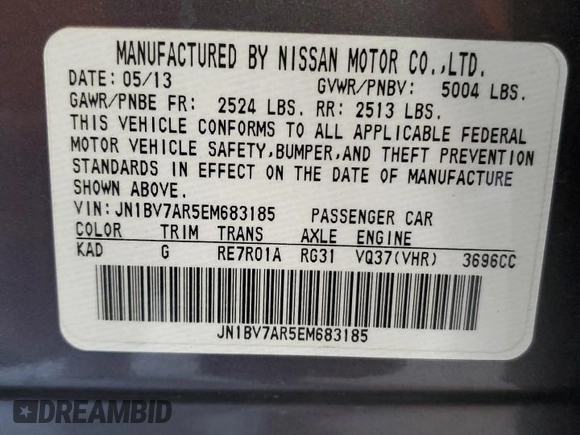 MANUFACTURED BY NISSAN MOTOR CO.,LTD.
DATE: 05/13 GVWR/PNBV: 5004 LBS.
GAWR/PNBE FR: 2524 LBS. RR: 2513 LBS.
THIS VEHICLE CONFORMS TO ALL APPLICABLE FEDERAL
MOTOR VEHICLE SAFETY,BUMPER,AND THEFT PREVENTION
STANDARDS IN EFFECT ON THE DATE OF MANUFACTURE
SHOWN ABOVE.
VIN:JN1BV7AR5EM683185 PASSENGER CAR
COLOR TRIM TRANS AXLE ENGINE
KAD G RE7R01A RG31 VQ37(VHR) 3696CC
JN1BV7AR5EM683185
DREAMBID